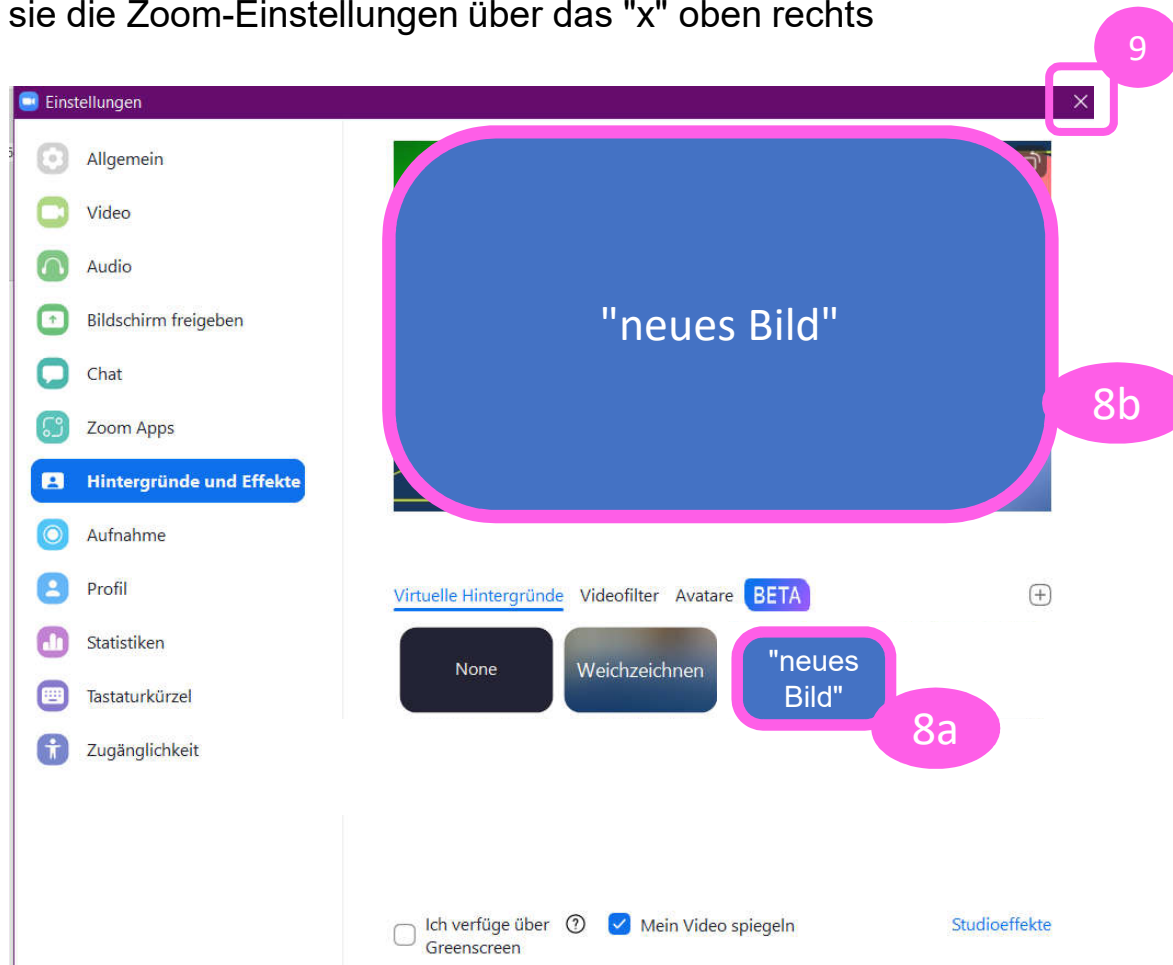 sie die Zoom-Einstellungen über das "x" oben rechts
9
Einstellungen
Allgemein
Video
Audio
Bildschirm freigeben
Chat
Zoom Apps
Hintergründe und Effekte
Aufnahme
Profil
Statistiken
Tastaturkürzel
Zugänglichkeit
"neues Bild"
8b
Virtuelle Hintergründe Videofilter Avatare BETA
None
Weichzeichnen
"neues
Bild"
8a
Ich verfüge über
Greenscreen
Mein Video spiegeln
Studioeffekte